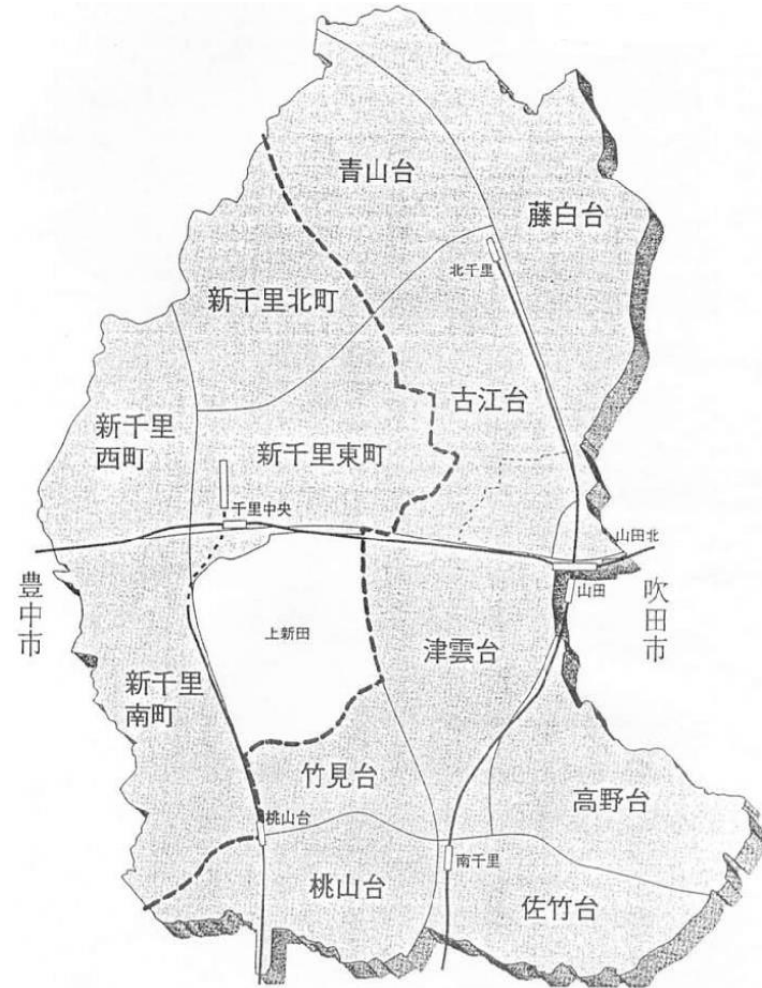 青山台
藤白台
北千里
新千里北町
古江台
新千里
西町
新千里東町
千里中央
山田北
豊中市
山田
吹田市
上新田
津雲台
新千里
南町
竹見台
高野台
桃山台
南千里
桃山台
佐竹台